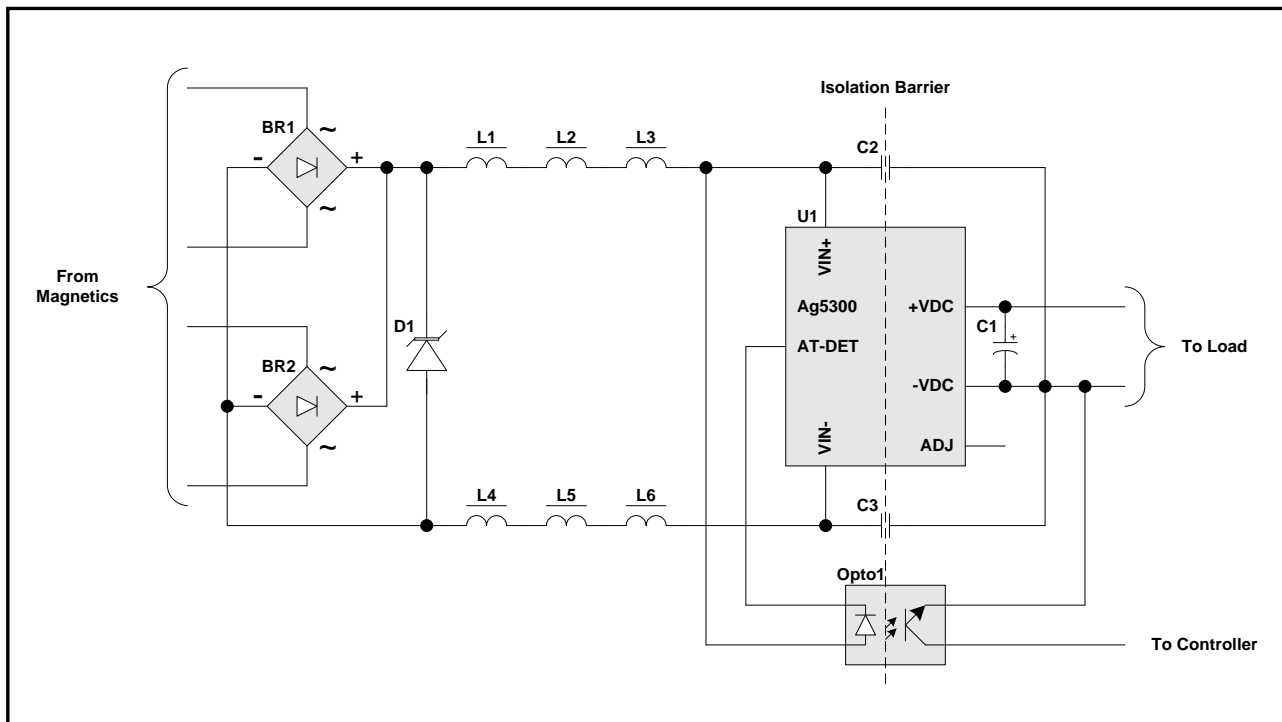 Isolation Barrier
BR1
~
-
+
~
L1
L2
L3
C2
U1
VIN+
Ag5300
+VDC
AT-DET
C1
+
-VDC
VIN-
ADJ
From
Magnetics
To Load
D1
BR2
~
-
+
~
L4
L5
L6
C3
Opto1
To Controller